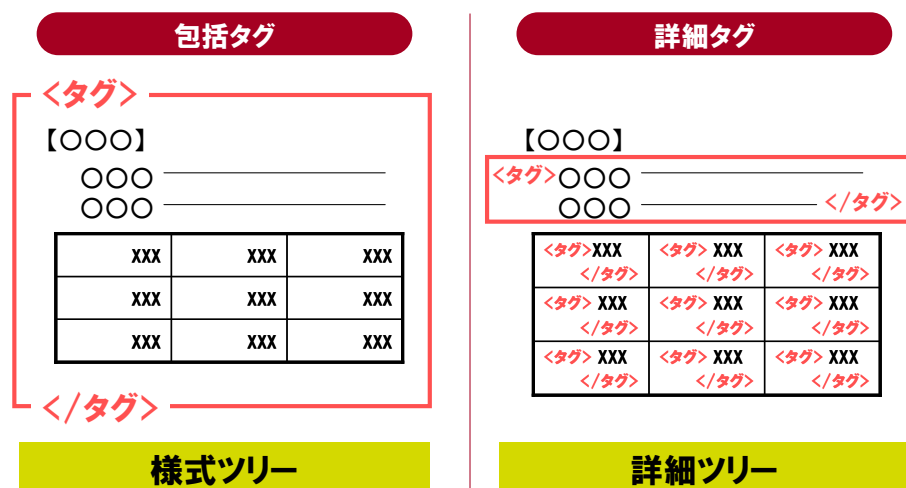 包括タグ
<タグ>
【○○○】
○○○
○○○
XXX XXX XXX
XXX XXX XXX
XXX XXX XXX
</タグ>
様式ツリー
詳細タグ
【○○○】
<タグ>○○○
○○○ </タグ>
<タグ>XXX <タグ> XXX <タグ> XXX
</タグ> </タグ> </タグ>
<タグ> XXX <タグ> XXX <タグ> XXX
</タグ> </タグ> </タグ>
<タグ> XXX <タグ> XXX <タグ> XXX
</タグ> </タグ> </タグ>
詳細ツリー